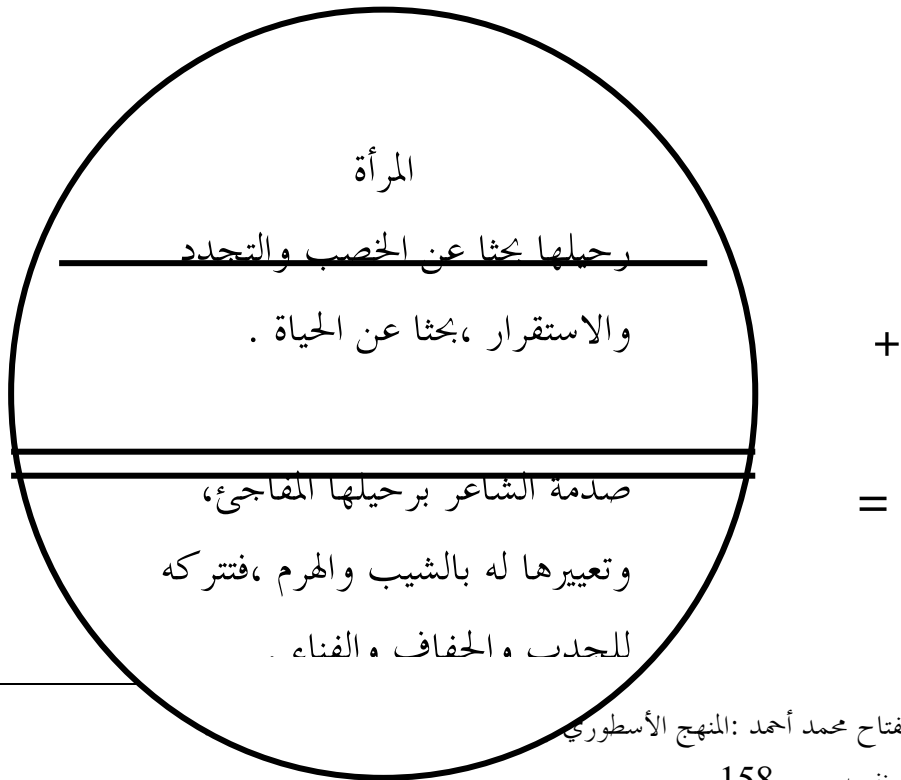 المرأة
رحيلها بحثا عن الخصب والتجدد
والاستقرار ،بحثا عن الحياة .
+
صدمة الشاعر برحيلها المفاجئ،
=
وتعييرها له بالشيب والهرم ،فتتركه
للجدب والجفاف والفناء .
محمد أحمد :المنهج الأسطوري
158